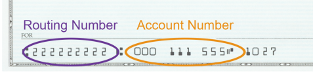 Routing Number Account Number
FOR
⑆222222222⑆ 000 111 555⑈ 1027